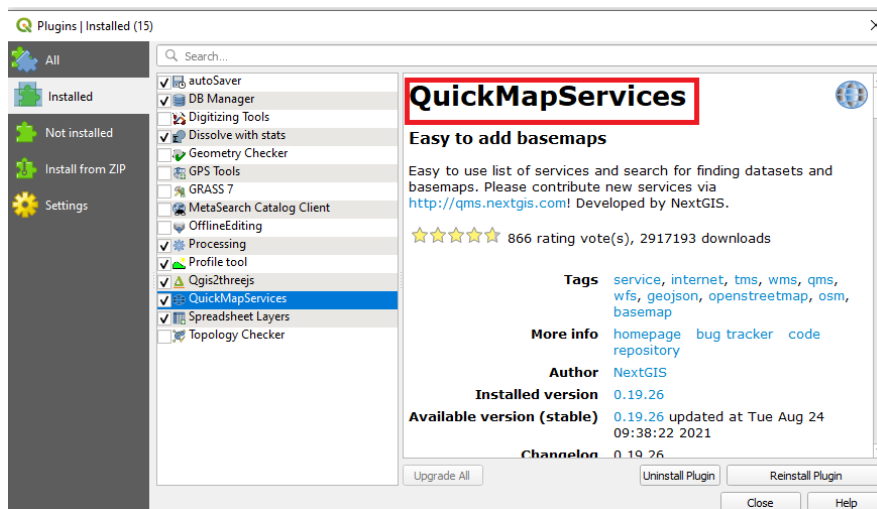 Plugins | Installed (15)
All
Installed
Not installed
Install from ZIP
Settings
Search...
autoSaver
DB Manager
Digitizing Tools
Dissolve with stats
Geometry Checker
GPS Tools
GRASS 7
MetaSearch Catalog Client
OfflineEditing
Processing
Profile tool
Qgis2threejs
QuickMapServices
Spreadsheet Layers
Topology Checker
QuickMapServices
Easy to add basemaps
Easy to use list of services and search for finding datasets and
basemaps. Please contribute new services via
http://qms.nextgis.com! Developed by NextGIS.
866 rating vote(s), 2917193 downloads
Tags service, internet, tms, wms, qms,
wfs, geojson, openstreetmap, osm,
basemap
More info homepage bug tracker code
repository
Author NextGIS
Installed version 0.19.26
Available version (stable) 0.19.26 updated at Tue Aug 24
09:38:22 2021
Changelog 0.19.26
Upgrade All
Uninstall Plugin
Reinstall Plugin
Close
Help